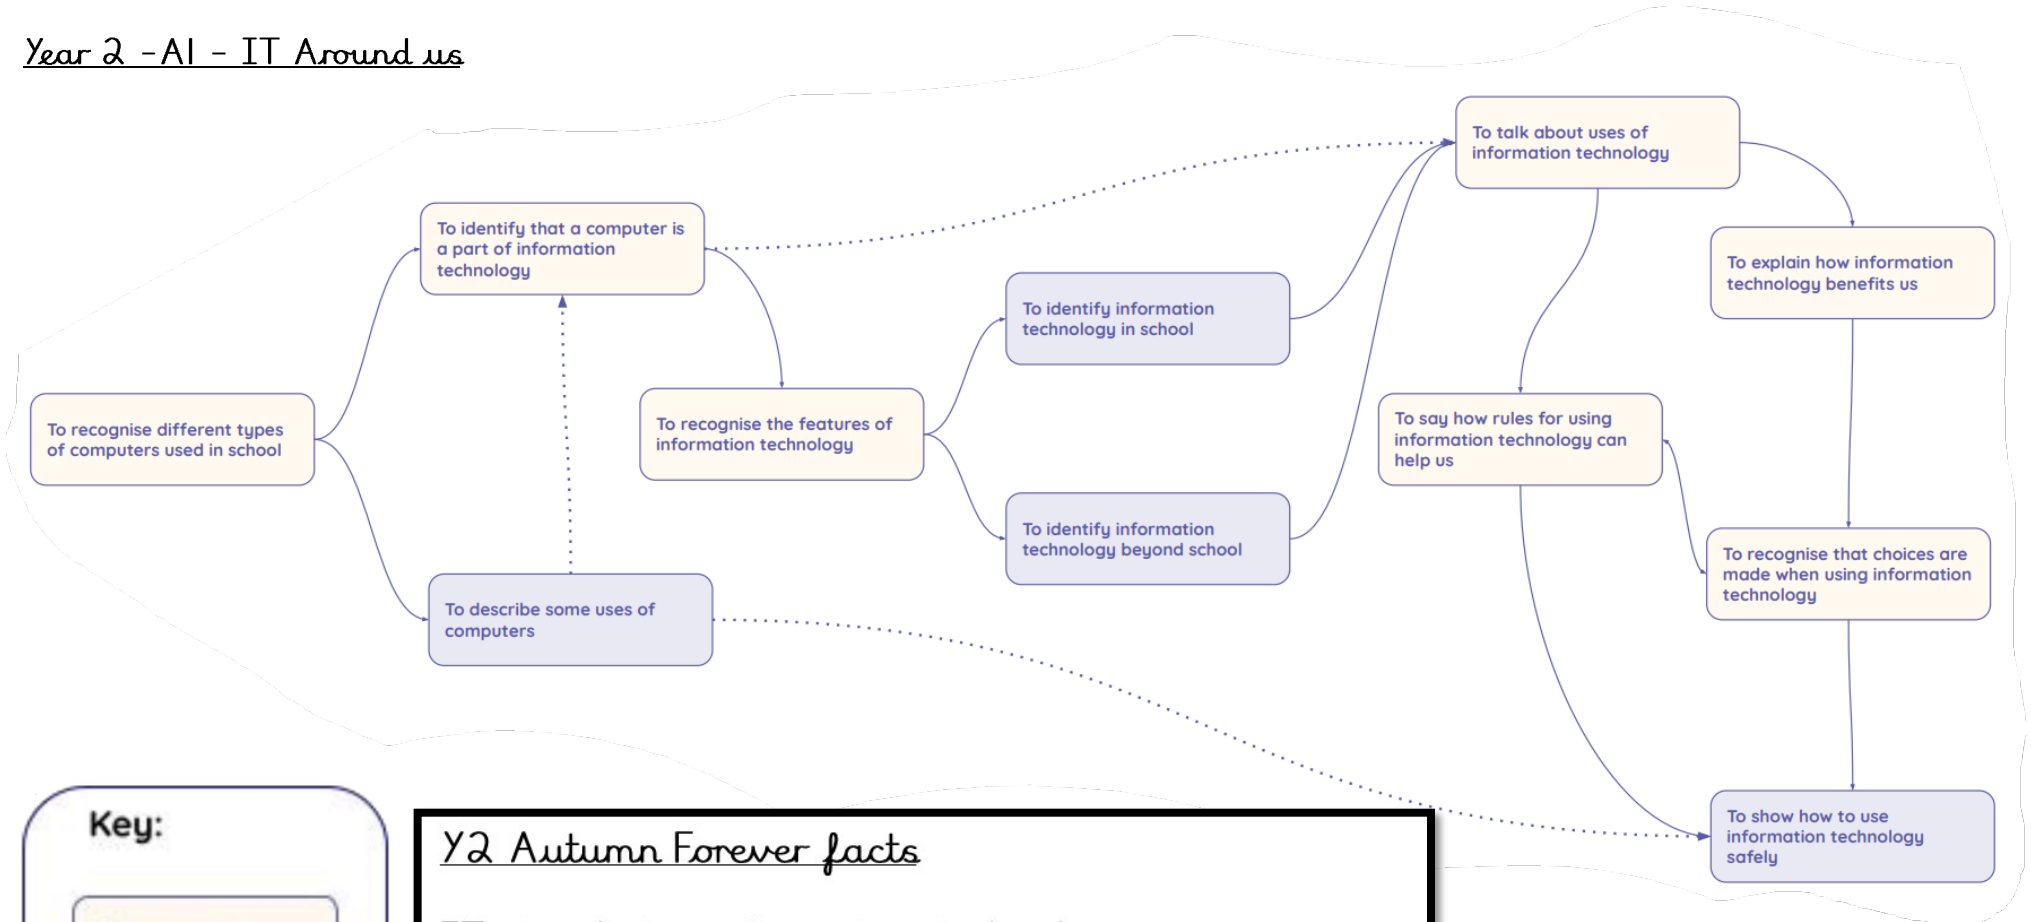 Year 2 - A1 - IT Around us
To talk about uses of
information technology
To identify that a computer is
a part of information
technology
To explain how information
technology benefits us
To identify information
technology in school
To recognise different types
of computers used in school
To recognise the features of
information technology
To say how rules for using
information technology can
help us
To identify information
technology beyond school
To recognise that choices are
made when using information
technology
To describe some uses of
computers
To show how to use
information technology
safely
Key:
Y2 Autumn Forever facts